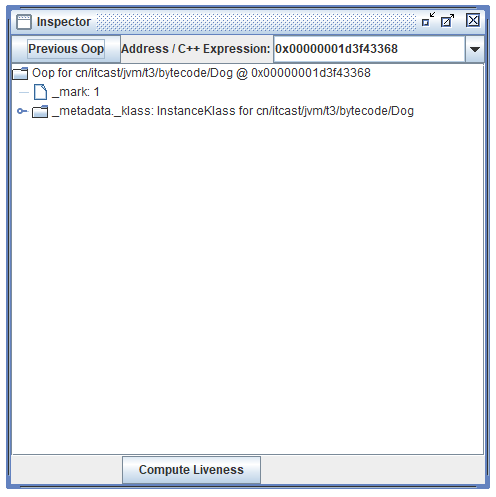 Inspector
Previous Oop Address / C++ Expression: 0x00000001d3f43368
Oop for cn/itcast/jvm/t3/bytecode/Dog @ 0x00000001d3f43368
_mark: 1
_metadata._klass: InstanceKlass for cn/itcast/jvm/t3/bytecode/Dog
Compute Liveness